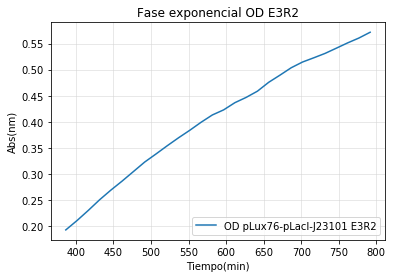 Fase exponencial OD E3R2
Abs(nm)
0.55
0.50
0.45
0.40
0.35
0.30
0.25
0.20
OD pLux76-pLacI-J23101 E3R2
400 450 500 550 600 650 700 750 800
Tiempo(min)